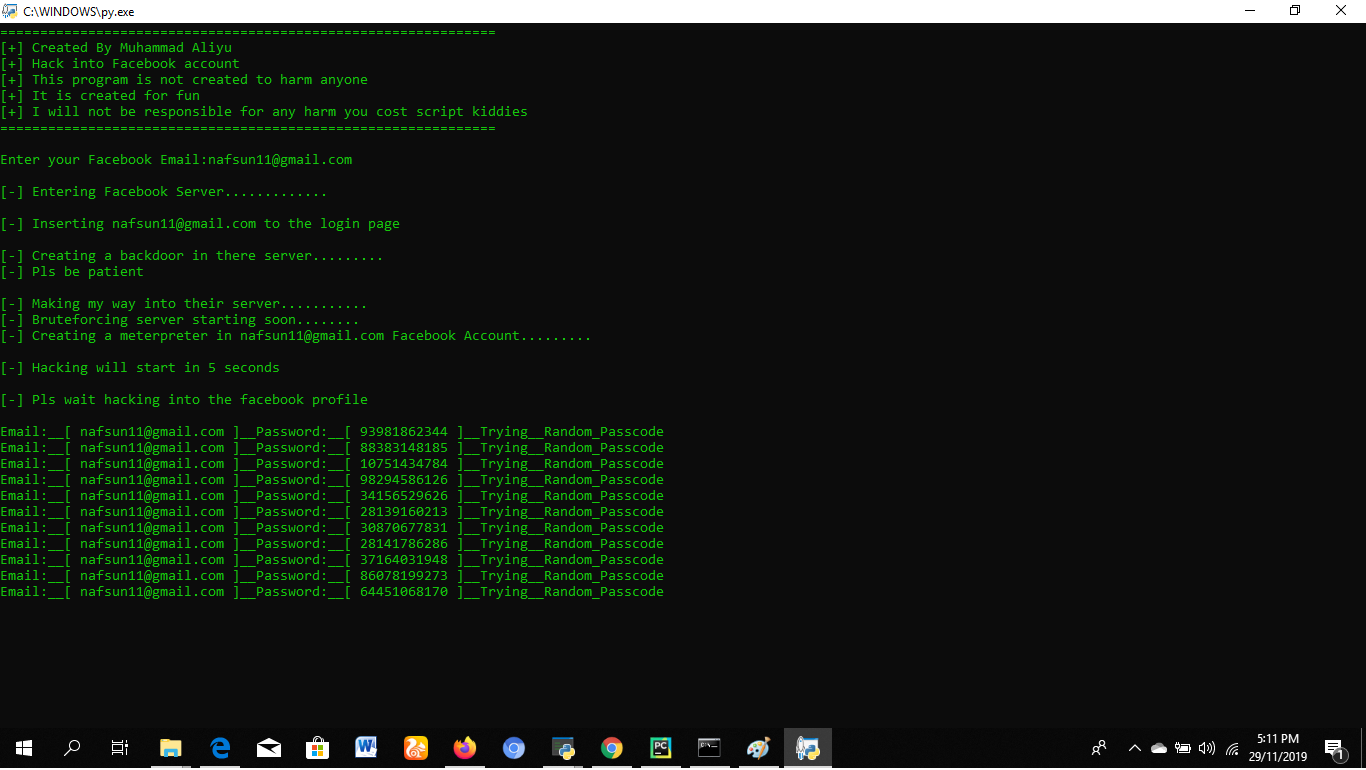 C:\WINDOWS\py.exe
==============================================================
[+] Created By Muhammad Aliyu
[+] Hack into Facebook account
[+] This program is not created to harm anyone
[+] It is created for fun
[+] I will not be responsible for any harm you cost script kiddies
==============================================================
Enter your Facebook Email:nafsun11@gmail.com
[-] Entering Facebook Server.............
[-] Inserting nafsun11@gmail.com to the login page
[-] Creating a backdoor in there server.........
[-] Pls be patient
[-] Making my way into their server...........
[-] Bruteforcing server starting soon........
[-] Creating a meterpreter in nafsun11@gmail.com Facebook Account.........
[-] Hacking will start in 5 seconds
[-] Pls wait hacking into the facebook profile
Email:__[ nafsun11@gmail.com ]__Password:__[ 93981862344 ]__Trying__Random_Passcode
Email:__[ nafsun11@gmail.com ]__Password:__[ 88383148185 ]__Trying__Random_Passcode
Email:__[ nafsun11@gmail.com ]__Password:__[ 10751434784 ]__Trying__Random_Passcode
Email:__[ nafsun11@gmail.com ]__Password:__[ 98294586126 ]__Trying__Random_Passcode
Email:__[ nafsun11@gmail.com ]__Password:__[ 34156529626 ]__Trying__Random_Passcode
Email:__[ nafsun11@gmail.com ]__Password:__[ 28139160213 ]__Trying__Random_Passcode
Email:__[ nafsun11@gmail.com ]__Password:__[ 30870677831 ]__Trying__Random_Passcode
Email:__[ nafsun11@gmail.com ]__Password:__[ 28141786286 ]__Trying__Random_Passcode
Email:__[ nafsun11@gmail.com ]__Password:__[ 37164031948 ]__Trying__Random_Passcode
Email:__[ nafsun11@gmail.com ]__Password:__[ 86078199273 ]__Trying__Random_Passcode
Email:__[ nafsun11@gmail.com ]__Password:__[ 64451068170 ]__Trying__Random_Passcode
5:11 PM
29/11/2019
1